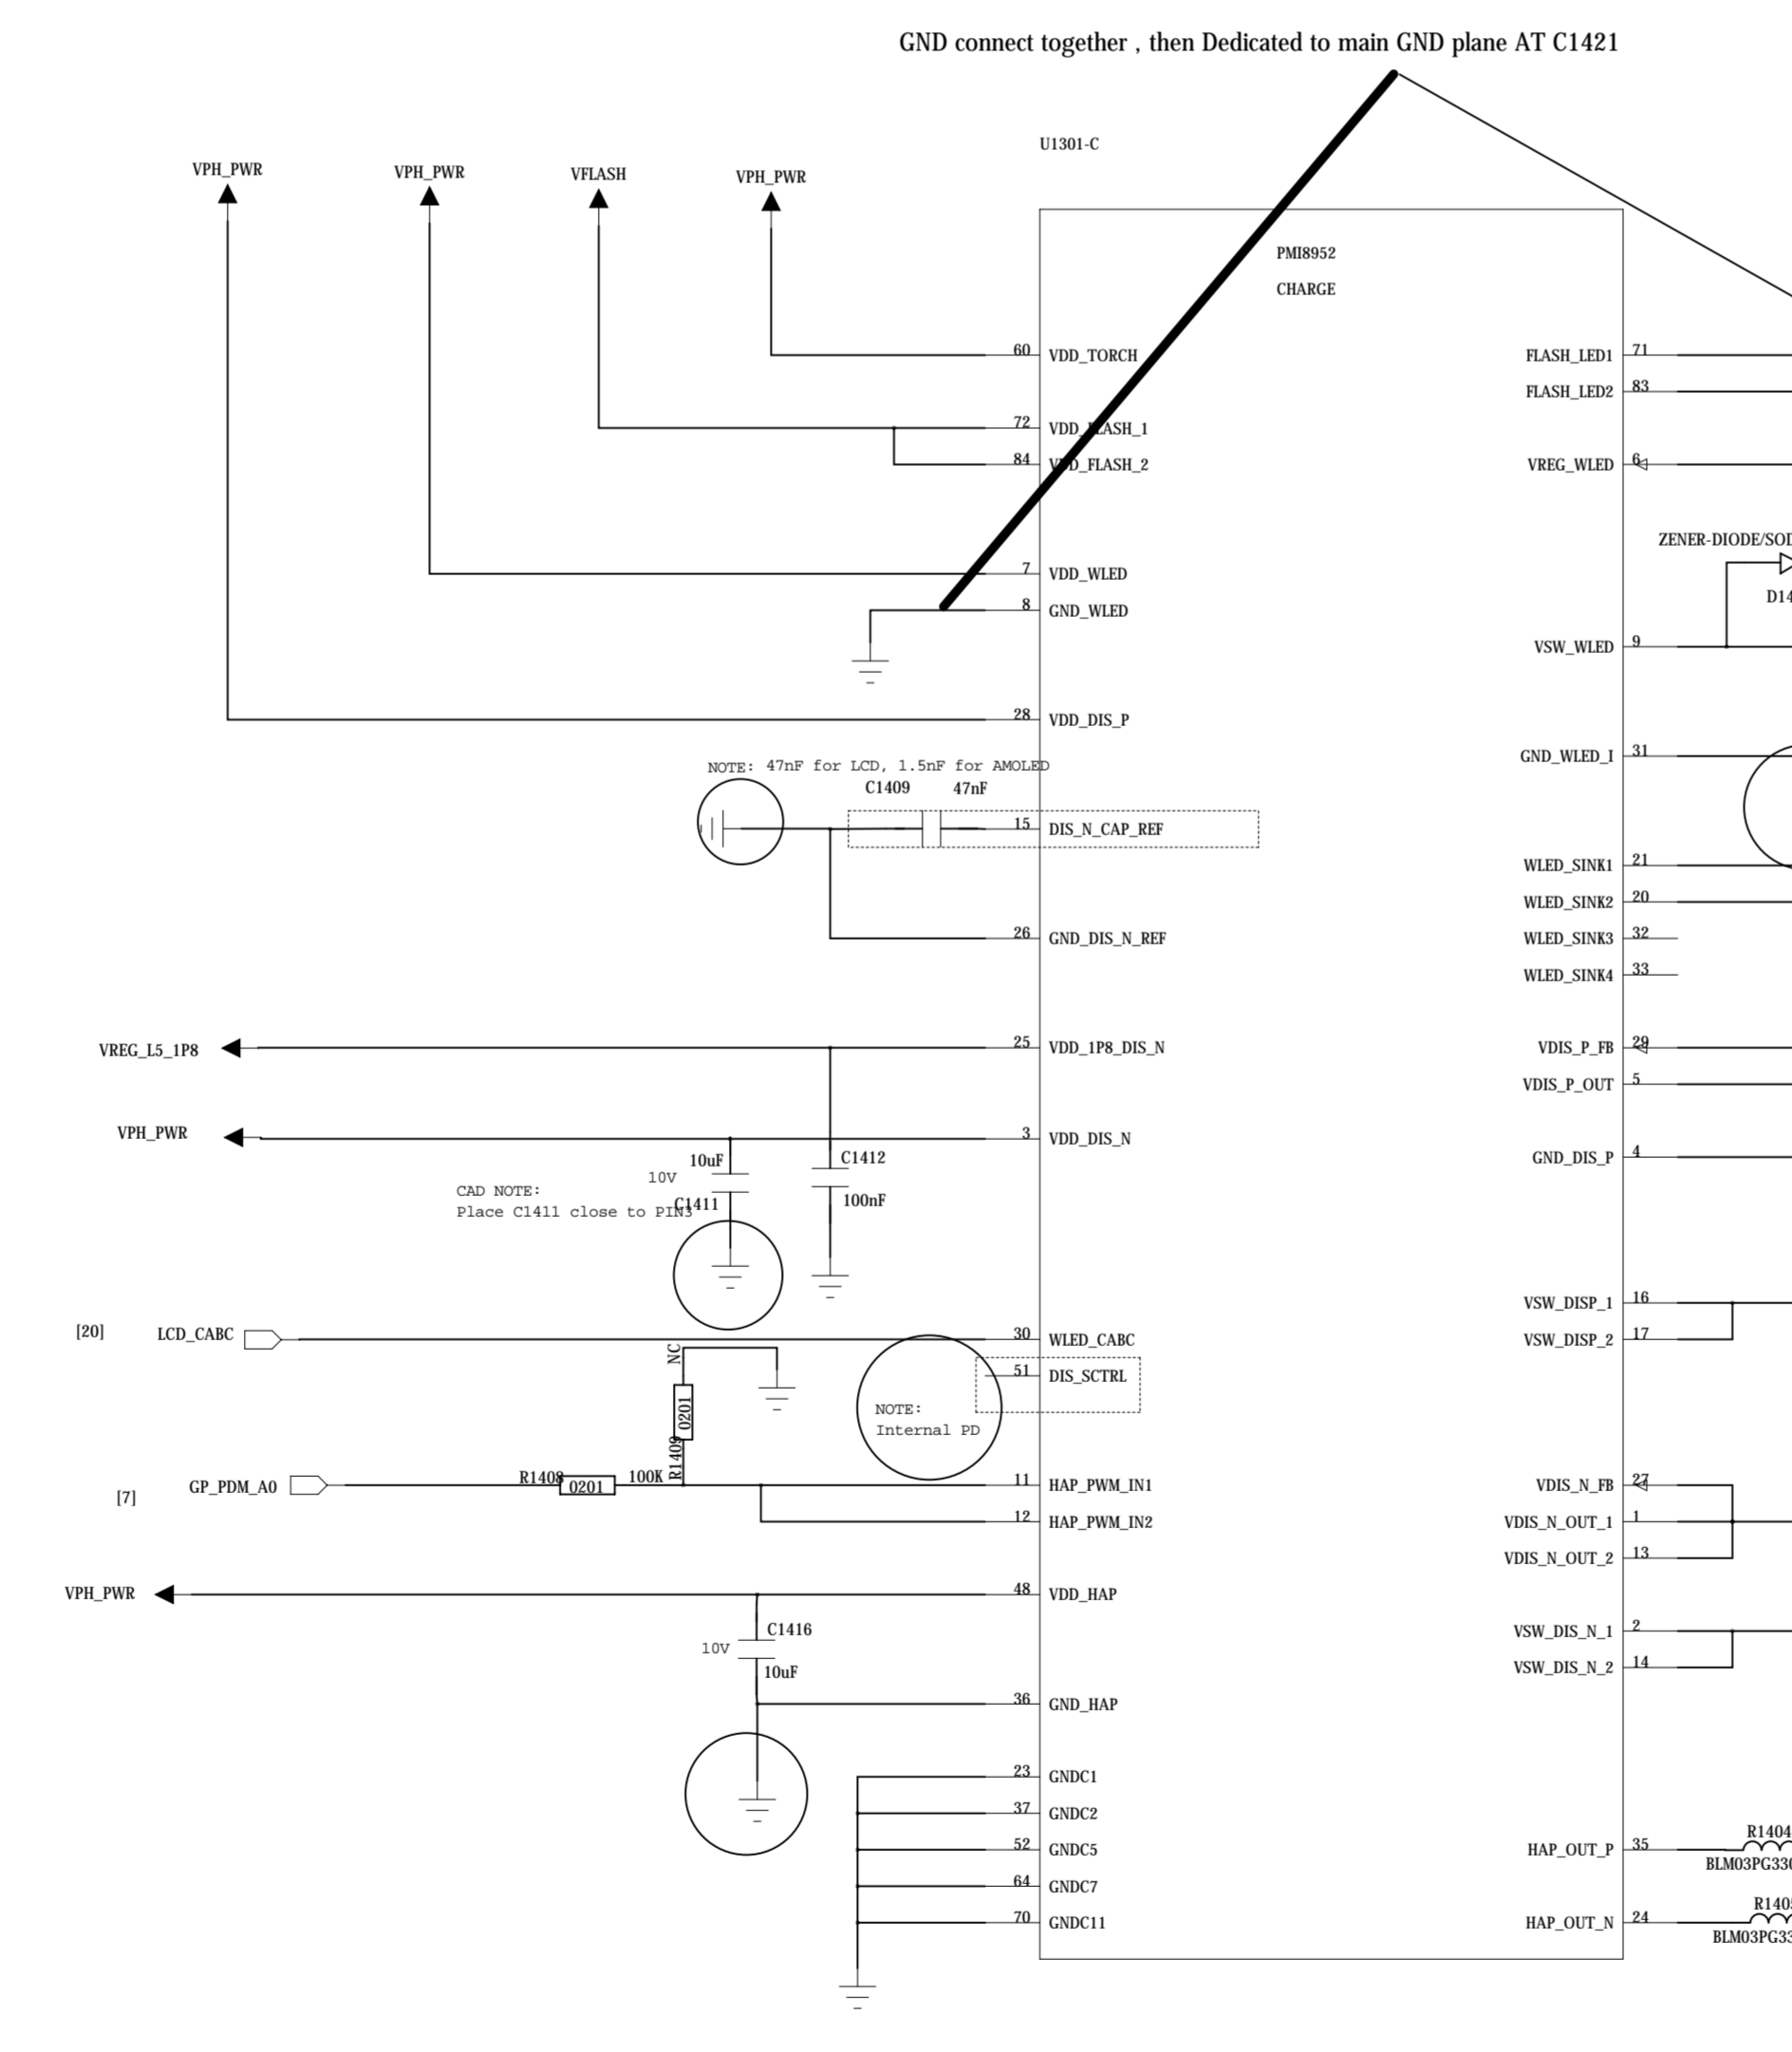 GND connect together , then Dedicated to main GND plane AT C1421
U1301-C
VPH_PWR
VPH_PWR
VFLASH
VPH_PWR
PMI8952
CHARGE
60 VDD_TORCH
FLASH_LED1 71
FLASH_LED2 83
72 VDD_FLASH_1
84 VDD_FLASH_2
VREG_WLED 6
ZENER-DIODE/SOD
7 VDD_WLED
D14
8 GND_WLED
VSW_WLED 9
28 VDD_DIS_P
GND_WLED_I 31
NOTE: 47nF for LCD, 1.5nF for AMOLED
C1409 47nF
15 DIS_N_CAP_REF
WLED_SINK1 21
WLED_SINK2 20
26 GND_DIS_N_REF
WLED_SINK3 32
WLED_SINK4 33
VREG_L5_1P8
25 VDD_1P8_DIS_N
VDIS_P_FB 29
VDIS_P_OUT 5
VPH_PWR
3 VDD_DIS_N
GND_DIS_P 4
10uF
C1412
10V
CAD NOTE:
C1411
100nF
Place C1411 close to PIN3
VSW_DISP_1 16
[20] LCD_CABC
30 WLED_CABC
VSW_DISP_2 17
NC
51 DIS_SCTRL
0201
NOTE:
Internal PD
R1409
[7] GP_PDM_A0
R1408 0201 100K
11 HAP_PWM_IN1
VDIS_N_FB 27
12 HAP_PWM_IN2
VDIS_N_OUT_1 1
VDIS_N_OUT_2 13
VPH_PWR
48 VDD_HAP
C1416
VSW_DIS_N_1 2
10V
10uF
VSW_DIS_N_2 14
36 GND_HAP
23 GNDC1
37 GNDC2
R1404
52 GNDC5
HAP_OUT_P 35
BLM03PG330
64 GNDC7
R1405
70 GNDC11
HAP_OUT_N 24
BLM03PG33